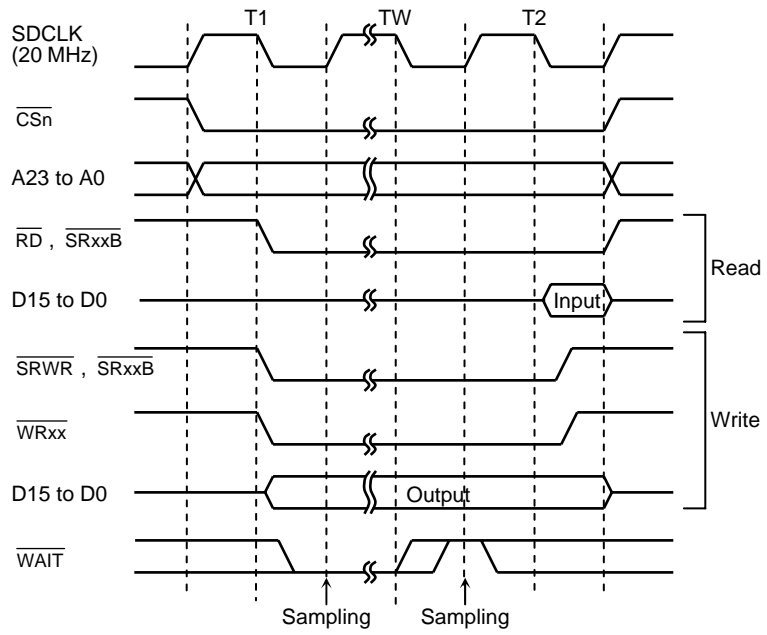 T1 TW T2
SDCLK
(20 MHz)
CSn
A23 to A0
RD , SRxxB
Read
D15 to D0 Input
SRWR , SRxxB
Write
WRxx
D15 to D0 Output
WAIT
Sampling Sampling